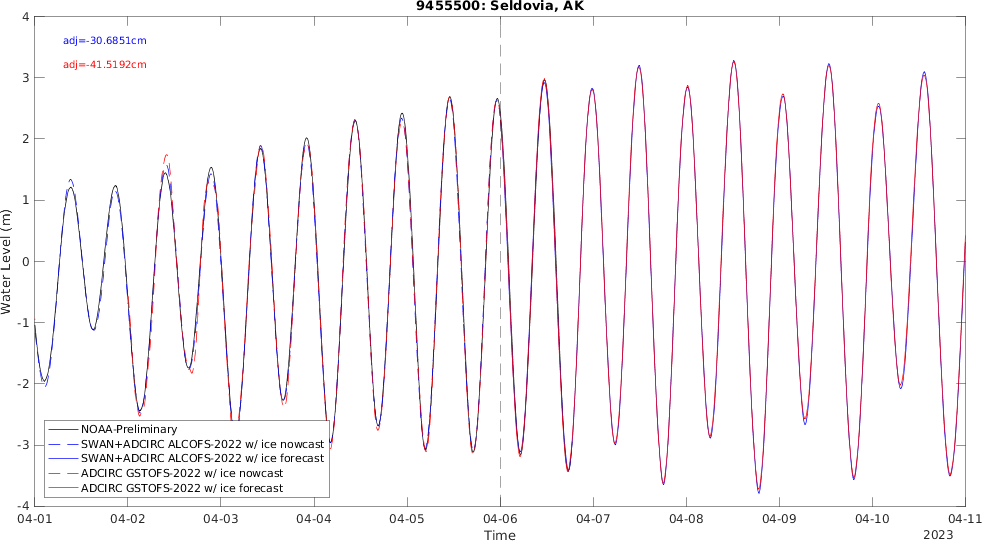 9455500: Seldovia, AK
adj=-30.6851cm
adj=-41.5192cm
Water Level (m)
4
3
2
1
0
-1
-2
-3
-4
NOAA-Preliminary
SWAN+ADCIRC ALCOFS-2022 w/ ice nowcast
SWAN+ADCIRC ALCOFS-2022 w/ ice forecast
ADCIRC GSTOFS-2022 w/ ice nowcast
ADCIRC GSTOFS-2022 w/ ice forecast
04-01 04-02 04-03 04-04 04-05 04-06 04-07 04-08 04-09 04-10 04-11
Time
2023